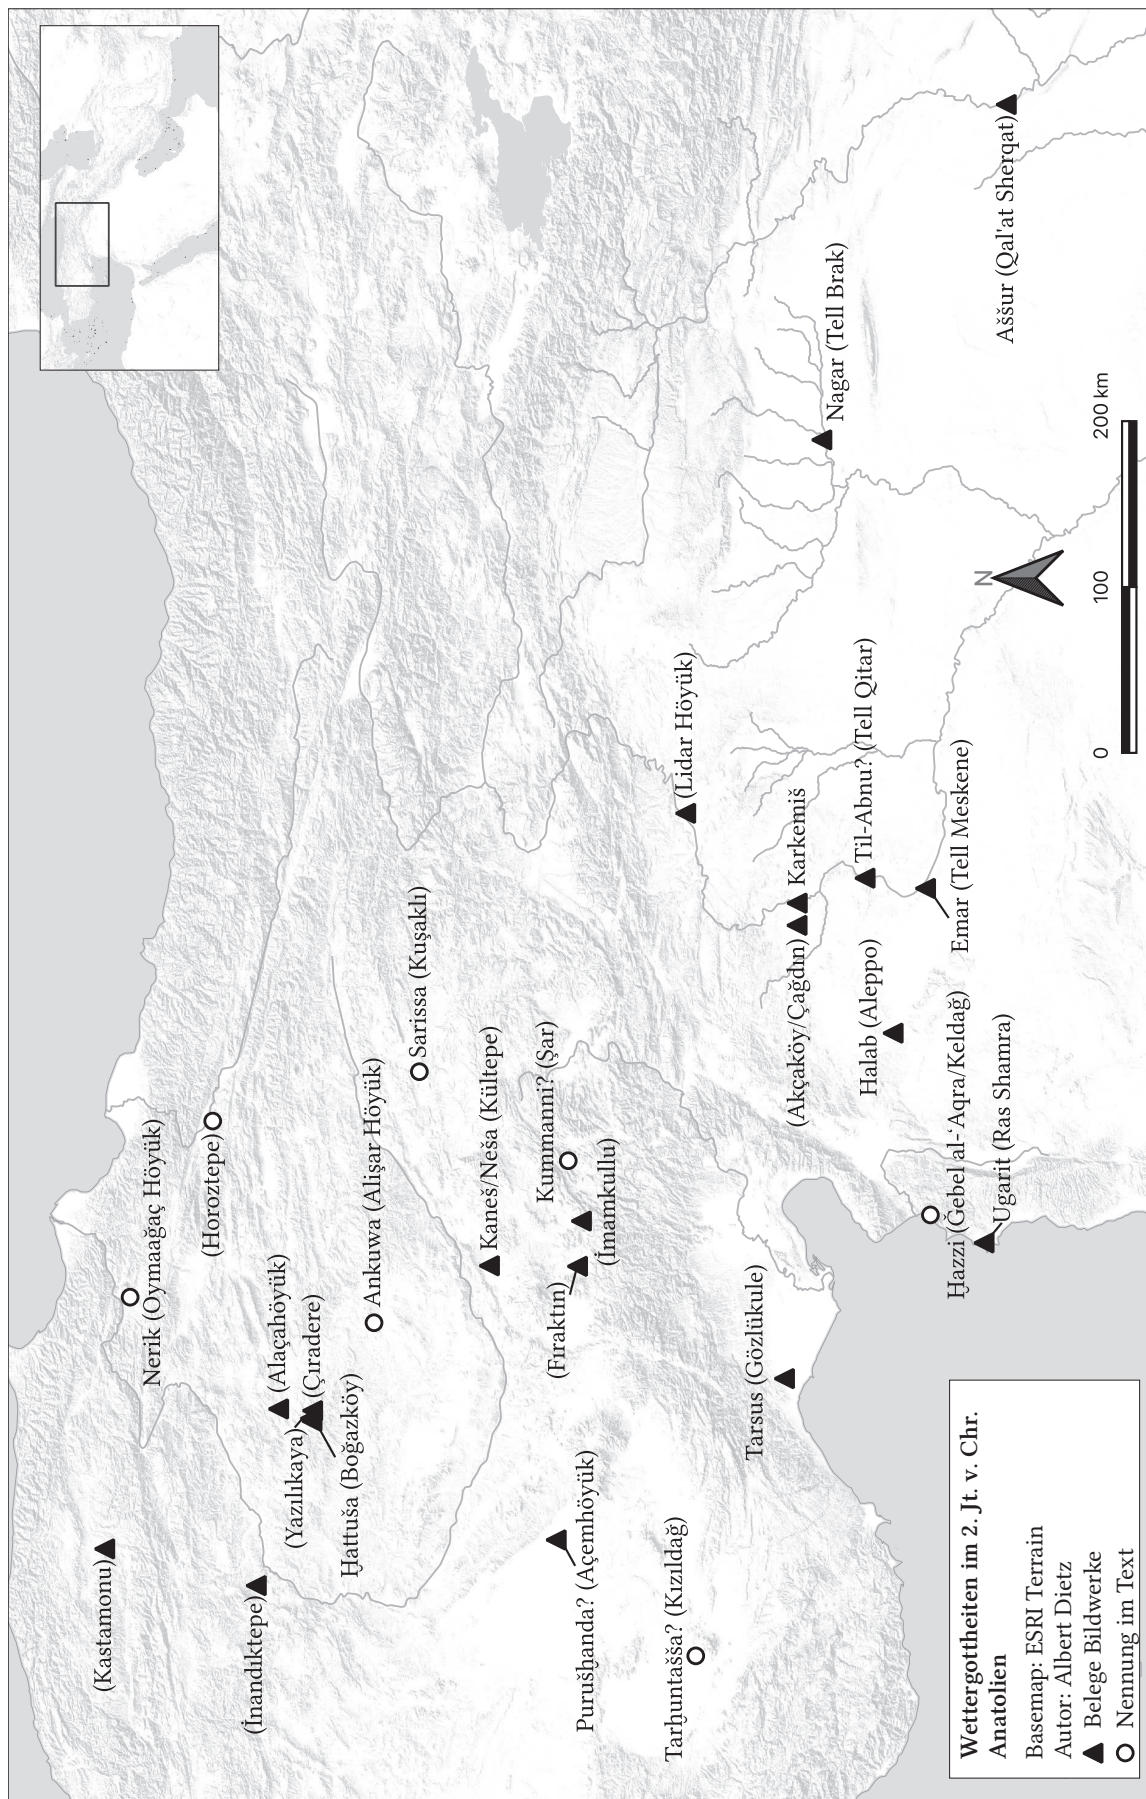 (Kastamonu)
Nerik (Oymaağaç Höyük)
(Horoztepe)
(İnandıktepe)
(Alaçahöyük)
(Yazılıkaya)
(Çıradere)
Ḫattuša (Boğazköy)
Ankuwa (Alişar Höyük)
Sarissa (Kuşaklı)
Kaneš/Neša (Kültepe)
Kummanni? (Şar)
(İmamkullu)
(Fıraktın)
Purušḫanda? (Açemhöyük)
Tarḫuntašša? (Kızıldağ)
Tarsus (Gözlükule)
(Lidar Höyük)
(Akçaköy/Çağdın)
Karkemiš
Til-Abnu? (Tell Qitar)
Halab (Aleppo)
Emar (Tell Meskene)
Ḫazzi (Ǧebel al-ʿAqra/Keldağ)
Ugarit (Ras Shamra)
Nagar (Tell Brak)
Aššur (Qal'at Sherqat)
N
0 100 200 km
Wettergottheiten im 2. Jt. v. Chr.
Anatolien
Basemap: ESRI Terrain
Autor: Albert Dietz
Belege Bildwerke
Nennung im Text